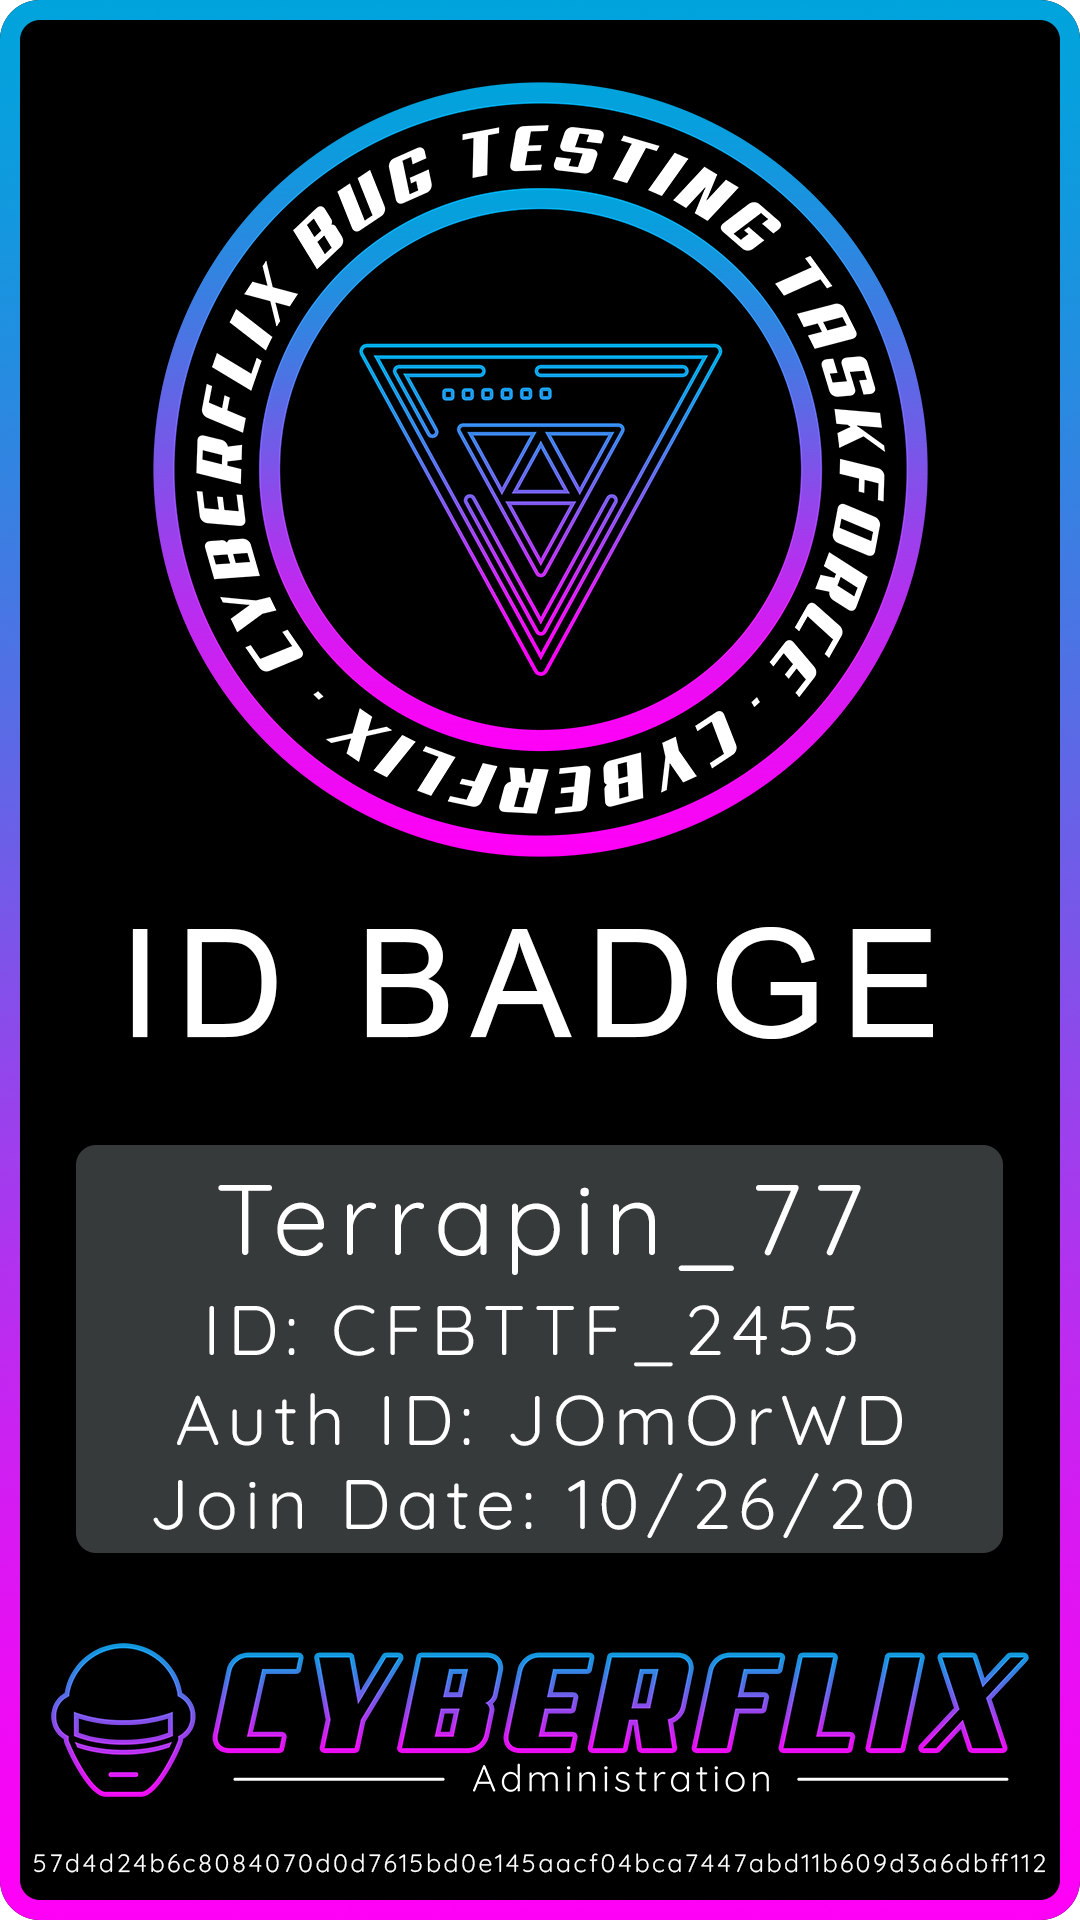 CYBERFLIX BUG TESTING TASKFORCE · CYBERFLIX ·
ID BADGE
Terrapin_77
ID: CFBTTF_2455
Auth ID: JOmOrWD
Join Date: 10/26/20
CYBERFLIX
Administration
57d4d24b6c8084070d0d7615bd0e145aacf04bca7447abd11b609d3a6dbff112